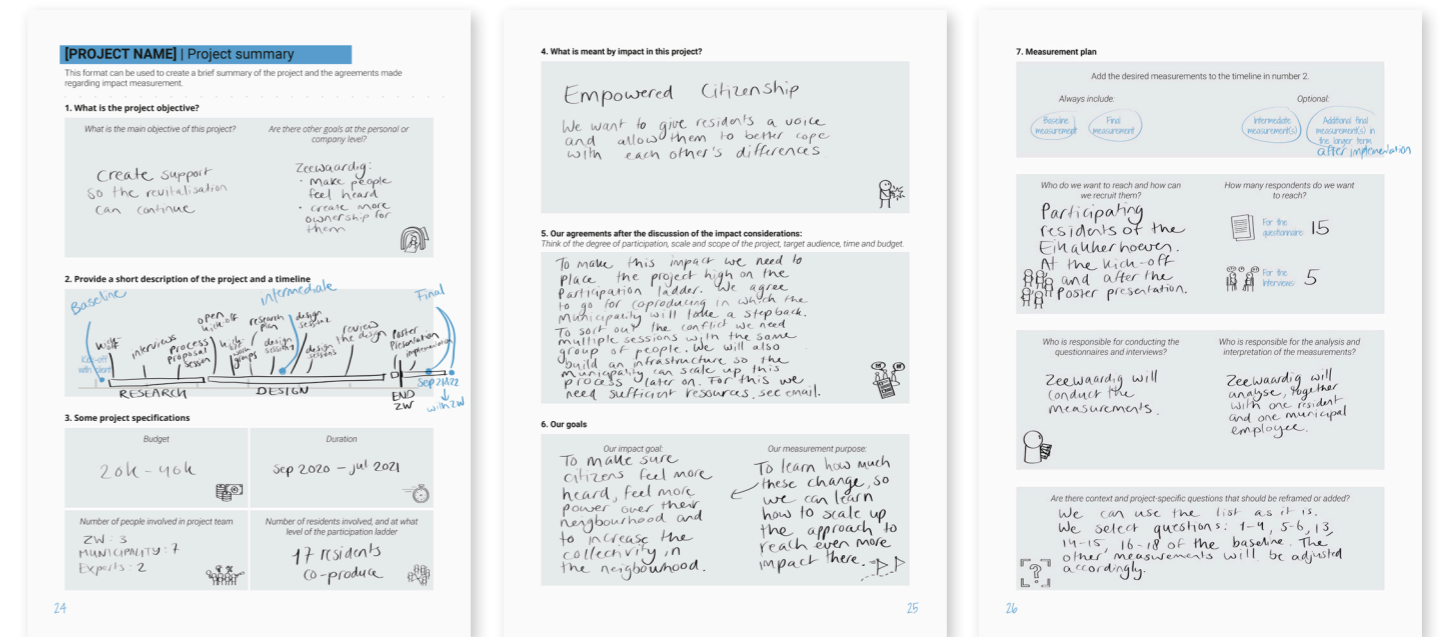 [PROJECT NAME] | Project summary
This format can be used to create a brief summary of the project and the agreements made
regarding impact measurement.
1. What is the project objective?
What is the main objective of this project?
Create support
so the revitalisation
can continue
Are there other goals at the personal or
company level?
Zeewaardig:
· Make people
feel heard
· create more
ownership for
them
2. Provide a short description of the project and a timeline
Baseline
intermediate
Final
Kick-off
with client
kick-off
interviews
process
proposal
session
open
kick-off
kick-off
work
groups
research
plan
design
sessions
design
session 2
design
sessions
review
the design
Poster
Presentation
implementation
RESEARCH
DESIGN
END
ZW
with ZW
3. Some project specifications
Budget
20k - 40k
Duration
Sep 2020 - jul 2021
Number of people involved in project team
ZW: 3
MUNICIPALITY: 7
Experts: 2
Number of residents involved, and at what
level of the participation ladder
17 residents
co-produce
24
4. What is meant by impact in this project?
Empowered Citizenship
We want to give residents a voice
and allow them to better cope
with each other's differences
5. Our agreements after the discussion of the impact considerations:
Think of the degree of participation, scale and scope of the project, target audience, time and budget.
To make this impact we need to
place the project high on the
Participation ladder. We agree
to go for coproducing in which the
Municipality will take a step back.
To sort out the conflict we need
multiple sessions with the same
group of people. We will also
build an infrastructure so the
municipality can scale up this
process later on. For this we
need sufficient resources, see email.
6. Our goals
Our impact goal:
To make sure
citizens feel more
heard, feel more
power over their
neighbourhood and
to increase the
collectivity in
the neigbourhood.
Our measurement purpose:
To learn how much
these change, so
we can learn
how to scale up
the approach to
reach even more
impact there.
25
7. Measurement plan
Add the desired measurements to the timeline in number 2.
Always include:
Baseline
measurement
Final
measurement
Optional:
Intermediate
measurement(s)
Additional final
measurement(s) in
the longer term
after implementation
Who do we want to reach and how can
we recruit them?
Participating
residents of the
At the kick-off
and after the
Poster presentation.
How many respondents do we want
to reach?
For the
questionnaire
15
For the
Interviews
5
Who is responsible for conducting the
questionnaires and interviews?
Zeewaardig will
conduct the
measurements.
Who is responsible for the analysis and
interpretation of the measurements?
Zeewaardig will
analyse, together
with one resident
and one municipal
employee.
Are there context and project-specific questions that should be reframed or added?
We can use the list as it is.
We select questions: 1-4, 5-6, 13,
14-15, 16-18 of the baseline. The
other measurements will be adjusted
accordingly.
26